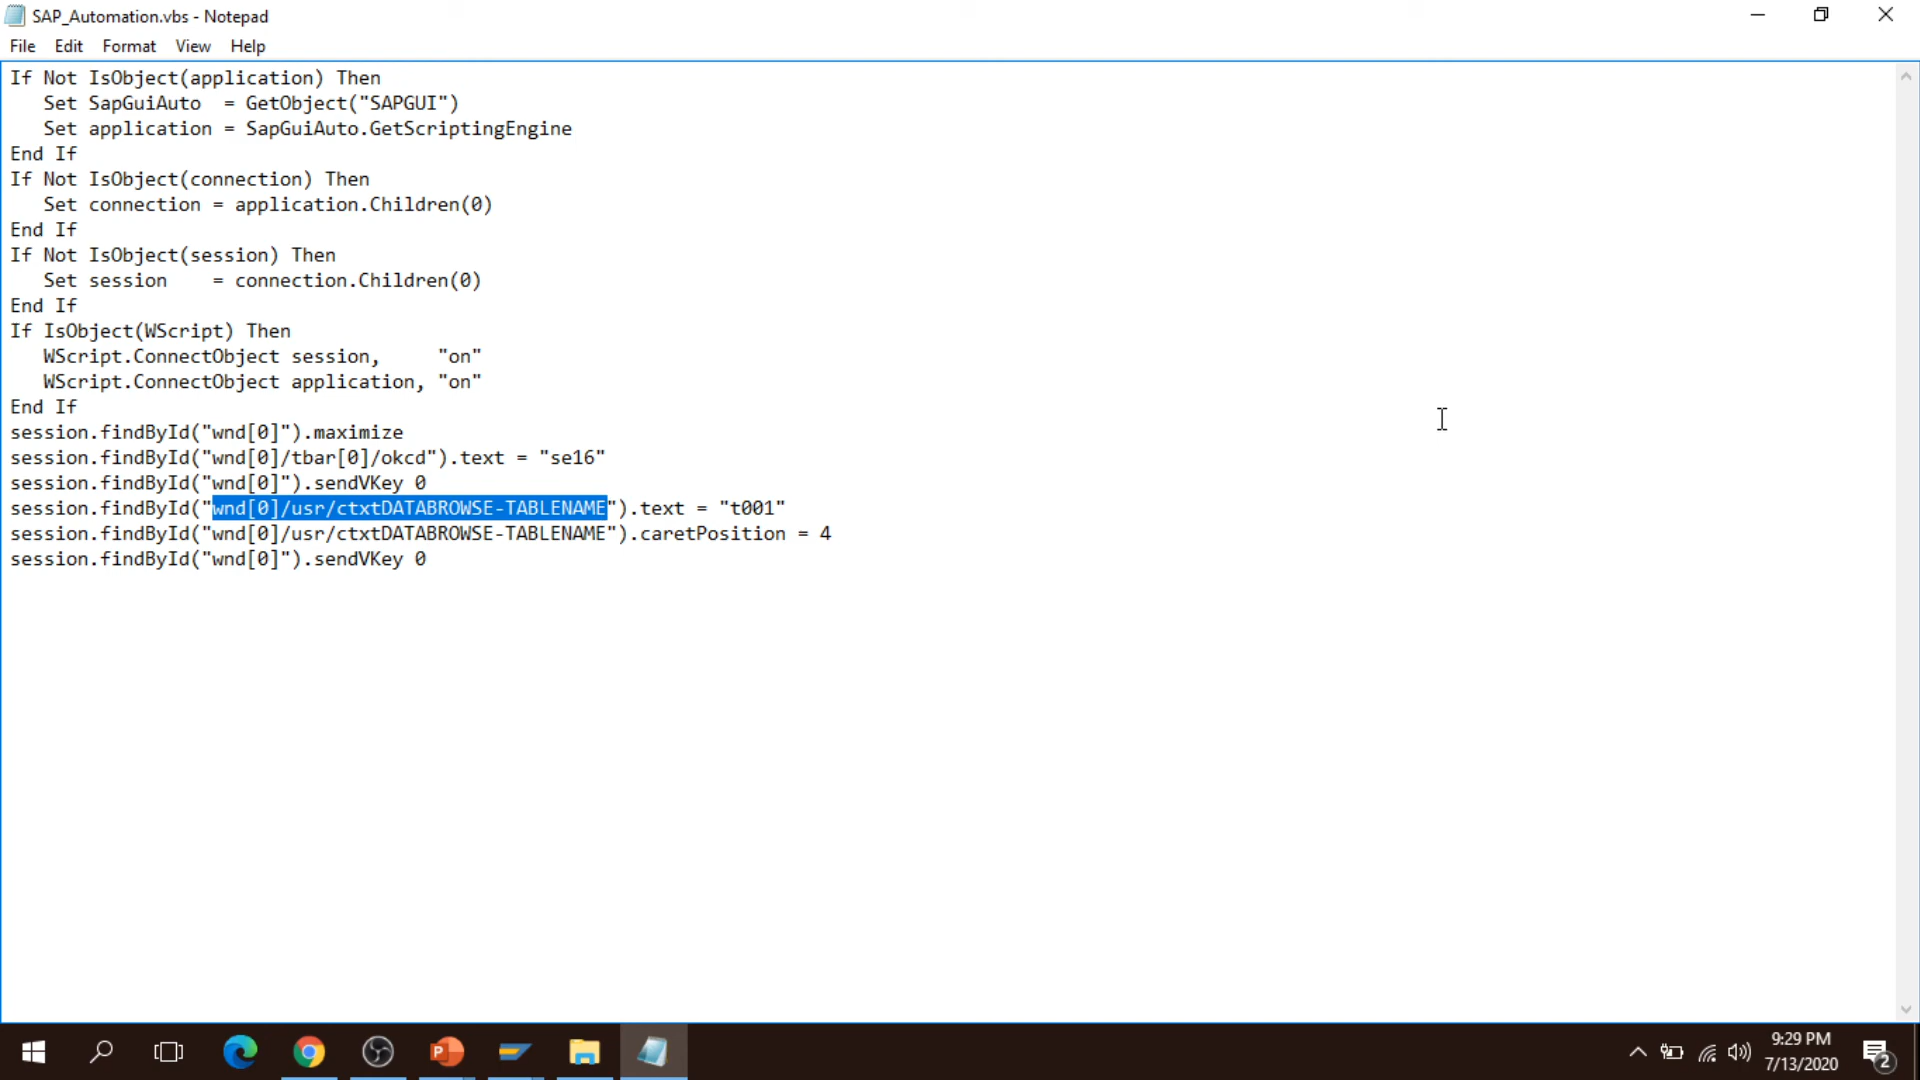 SAP_Automation.vbs - Notepad
File Edit Format View Help
If Not IsObject(application) Then
   Set SapGuiAuto  = GetObject("SAPGUI")
   Set application = SapGuiAuto.GetScriptingEngine
End If
If Not IsObject(connection) Then
   Set connection = application.Children(0)
End If
If Not IsObject(session) Then
   Set session    = connection.Children(0)
End If
If IsObject(WScript) Then
   WScript.ConnectObject session,     "on"
   WScript.ConnectObject application, "on"
End If
session.findById("wnd[0]").maximize
session.findById("wnd[0]/tbar[0]/okcd").text = "se16"
session.findById("wnd[0]").sendVKey 0
session.findById("wnd[0]/usr/ctxtDATABROWSE-TABLENAME").text = "t001"
session.findById("wnd[0]/usr/ctxtDATABROWSE-TABLENAME").caretPosition = 4
session.findById("wnd[0]").sendVKey 0
P
9:29 PM
7/13/2020
2